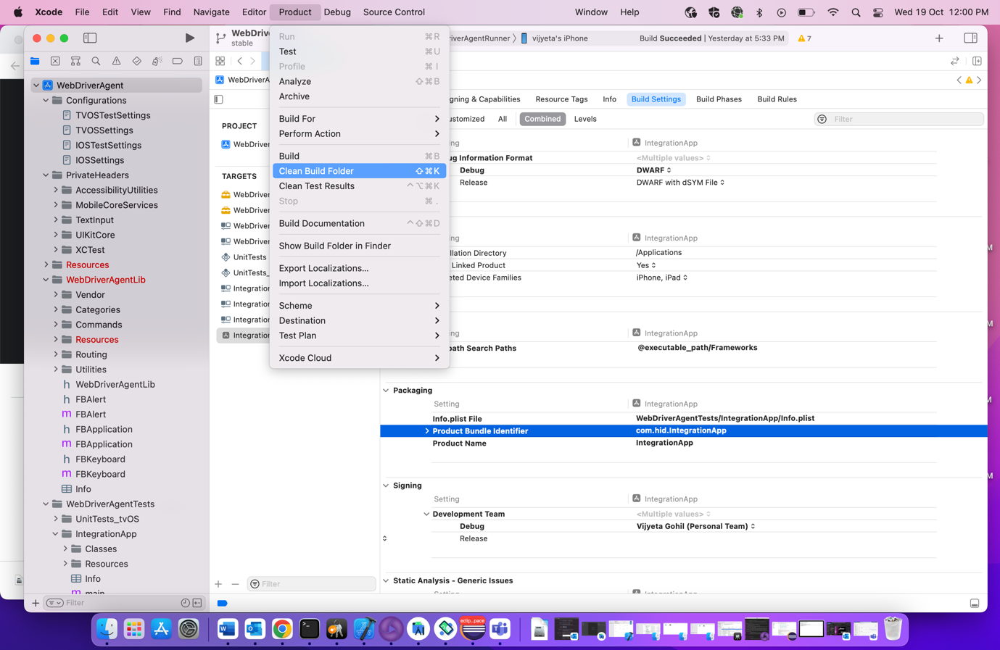 Xcode File Edit View Find Navigate Editor Product Debug Source Control Window Help Wed 19 Oct 12:00 PM
WebDriv
stable
iverAgentRunner 〉 vijyeta's iPhone Build Succeeded | Yesterday at 5:33 PM 7
WebDriverAgent
Configurations
TVOSTestSettings
TVOSSettings
IOSTestSettings
IOSSettings
PrivateHeaders
AccessibilityUtilities
MobileCoreServices
TextInput
UIKitCore
XCTest
Resources
WebDriverAgentLib
Vendor
Categories
Commands
Resources
Routing
Utilities
WebDriverAgentLib
FBAlert
FBAlert
FBApplication
FBApplication
FBKeyboard
FBKeyboard
Info
WebDriverAgentTests
UnitTests_tvOS
IntegrationApp
Classes
Resources
Info
main
Filter
WebDriverA
PROJECT
WebDriver
TARGETS
WebDriver
WebDriver
WebDriver
WebDriver
UnitTests
UnitTests_
Integration
Integration
Integration
Integration
Filter
Run ⌘R
Test ⌘U
Profile ⌘I
Analyze ⇧⌘B
Archive
Build For
Perform Action
Build ⌘B
Clean Build Folder ⇧⌘K
Clean Test Results ^⌥⌘K
Stop ⌘.
Build Documentation ^⇧⌘D
Show Build Folder in Finder
Export Localizations...
Import Localizations...
Scheme
Destination
Test Plan
Xcode Cloud
gning & Capabilities Resource Tags Info Build Settings Build Phases Build Rules
ustomized All Combined Levels Filter
ng IntegrationApp
ug Information Format <Multiple values>
Debug DWARF
Release DWARF with dSYM File
ng IntegrationApp
llation Directory /Applications
Linked Product Yes
eted Device Families iPhone, iPad
ng IntegrationApp
path Search Paths @executable_path/Frameworks
Packaging
Setting IntegrationApp
Info.plist File WebDriverAgentTests/IntegrationApp/Info.plist
Product Bundle Identifier com.hid.IntegrationApp
Product Name IntegrationApp
Signing
Setting IntegrationApp
Development Team <Multiple values>
Debug Vijyeta Gohil (Personal Team)
Release
Static Analysis - Generic Issues
Setting IntegrationApp
M
M
M
M
eclip...pace